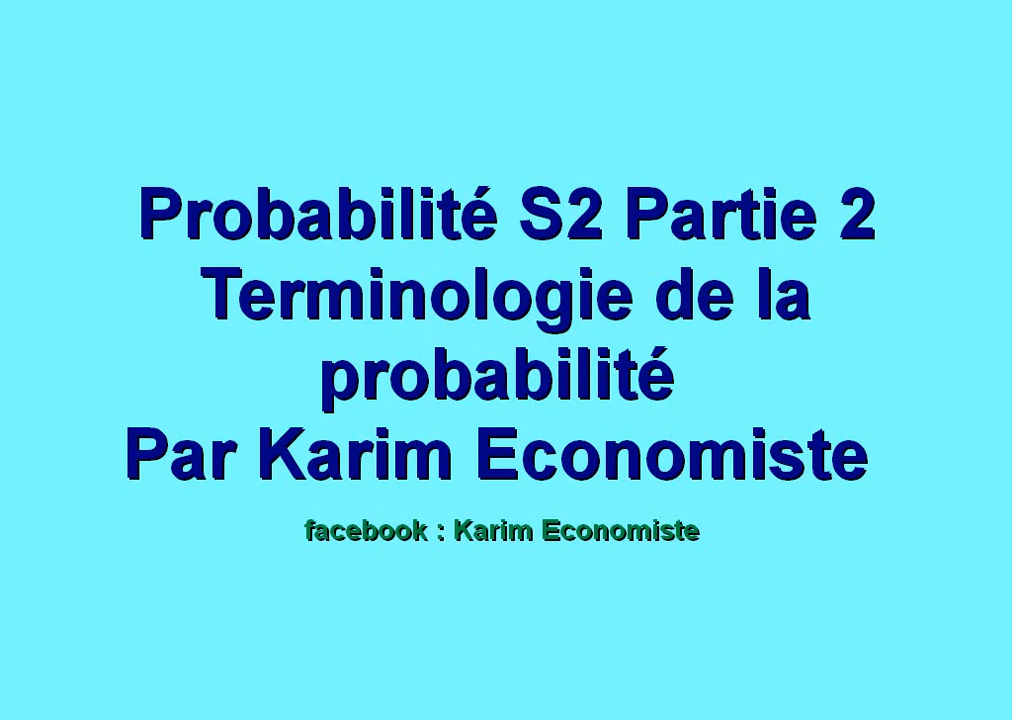 Probabilité S2 Partie 2
Terminologie de la
probabilité
Par Karim Economiste
facebook : Karim Economiste